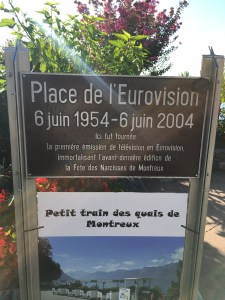 Place de l'Eurovision
6 juin 1954-6 juin 2004
Ici fut tournée
la première émission de télévision en Eurovision,
immortalisant l'avant-dernière édition de
la Fête des Narcisses de Montreux
Petit train des quais de
Montreux